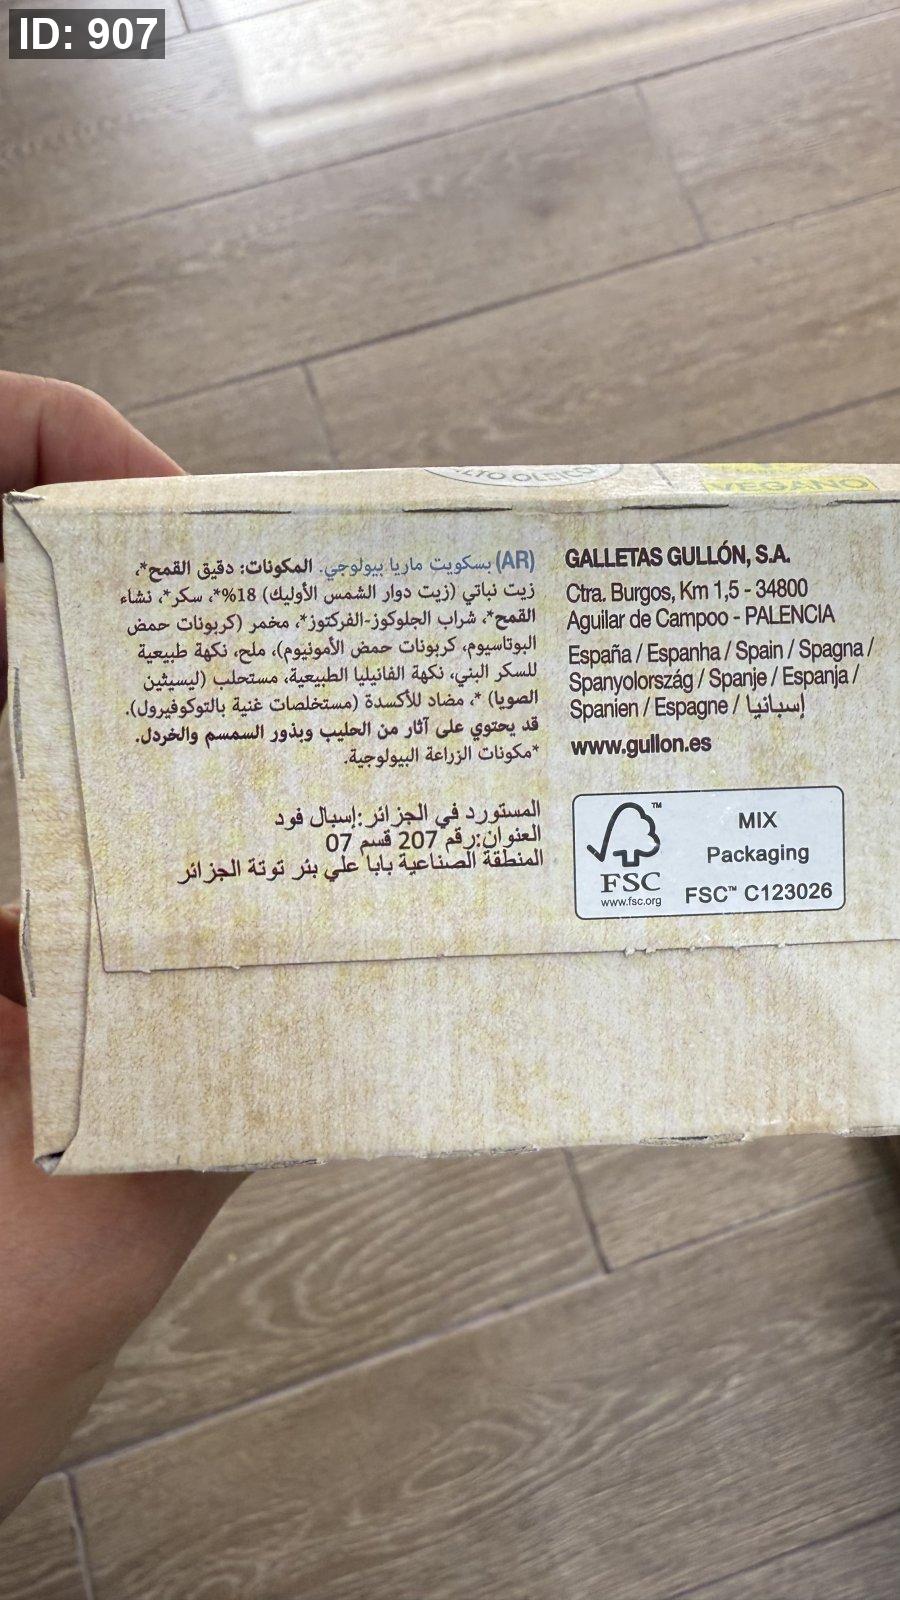 ID: 907
ALTO OLEICO
VEGANO
(AR) بسكويت ماريا بيولوجي. المكونات: دقيق القمح*،
زيت نباتي (زيت دوار الشمس الأوليك) 18%*، سكر*، نشاء
القمح*، شراب الجلوكوز-الفركتوز*، مخمر (كربونات حمض
البوتاسيوم، كربونات حمض الأمونيوم)، ملح، نكهة طبيعية
للسكر البني، نكهة الفانيليا الطبيعية، مستحلب (ليسيثين
الصويا) *، مضاد للأكسدة (مستخلصات غنية بالتوكوفيرول).
قد يحتوي على آثار من الحليب وبذور السمسم والخردل.
*مكونات الزراعة البيولوجية.
المستورد في الجزائر:إسبال فود
العنوان:رقم 207 قسم 07
المنطقة الصناعية بابا علي بئر توتة الجزائر
GALLETAS GULLÓN, S.A.
Ctra. Burgos, Km 1,5 - 34800
Aguilar de Campoo - PALENCIA
España / Espanha / Spain / Spagna /
Spanyolország / Spanje / Espanja /
Spanien / Espagne / إسبانيا
www.gullon.es
FSC
www.fsc.org
™
MIX
Packaging
FSC™ C123026